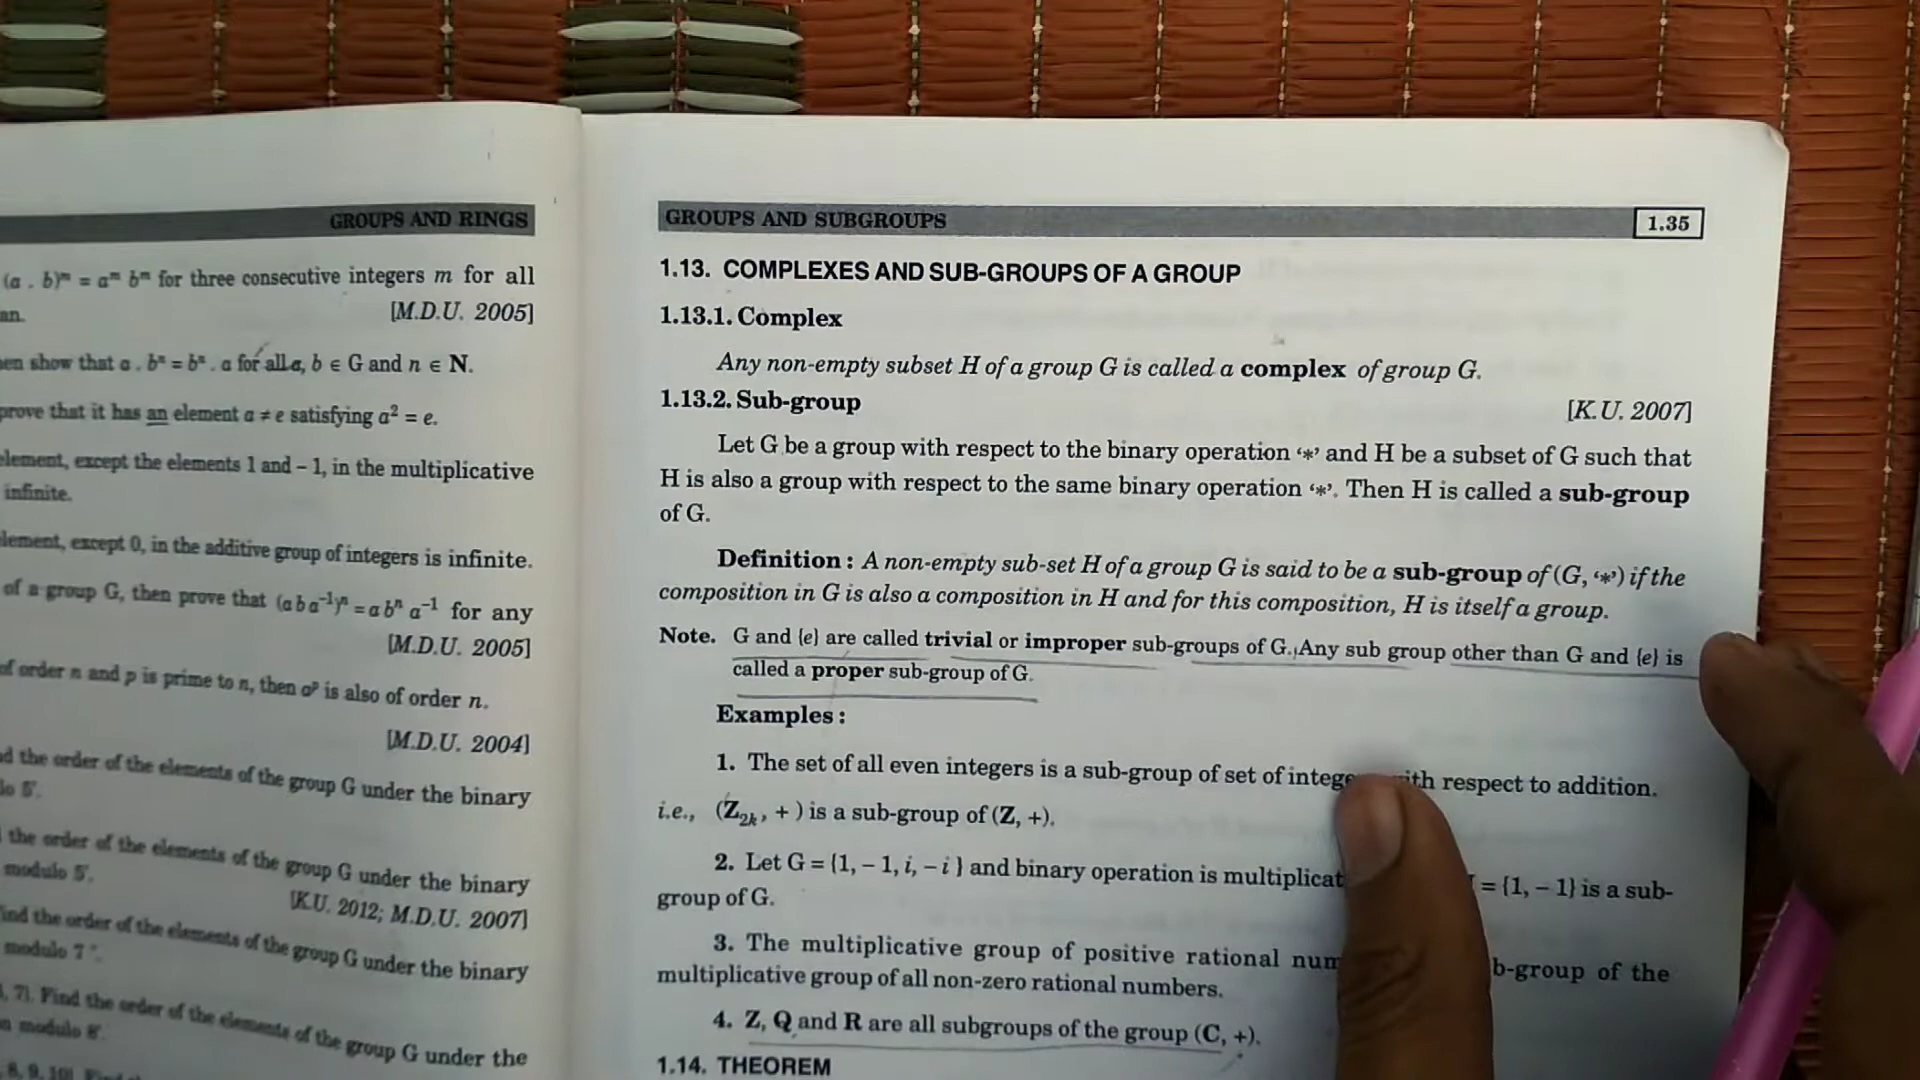 GROUPS AND RINGS
(a . b)ᵐ = aᵐ bᵐ for three consecutive integers m for all
[M.D.U. 2005]
an.
en show that a . bⁿ = bⁿ . a for all a, b ∈ G and n ∈ N.
prove that it has an element a ≠ e satisfying a² = e.
element, except the elements 1 and – 1, in the multiplicative
infinite.
element, except 0, in the additive group of integers is infinite.
of a group G, then prove that (a b a⁻¹)ⁿ = a bⁿ a⁻¹ for any
[M.D.U. 2005]
of order n and p is prime to n, then aᵖ is also of order n.
[M.D.U. 2004]
d the order of the elements of the group G under the binary
lo 5'.
the order of the elements of the group G under the binary
modulo 5'.
[K.U. 2012; M.D.U. 2007]
ind the order of the elements of the group G under the binary
modulo 7 '.
, 7}. Find the order of the elements of the group G under the
n modulo 8'.
, 8, 9, 10}
GROUPS AND SUBGROUPS
1.35
1.13. COMPLEXES AND SUB-GROUPS OF A GROUP
1.13.1. Complex
Any non-empty subset H of a group G is called a complex of group G.
1.13.2. Sub-group [K.U. 2007]
Let G be a group with respect to the binary operation ‘*’ and H be a subset of G such that
H is also a group with respect to the same binary operation ‘*’. Then H is called a sub-group
of G.
Definition : A non-empty sub-set H of a group G is said to be a sub-group of (G, ‘*’) if the
composition in G is also a composition in H and for this composition, H is itself a group.
Note. G and {e} are called trivial or improper sub-groups of G. Any sub group other than G and {e} is
called a proper sub-group of G.
Examples :
1. The set of all even integers is a sub-group of set of intege ith respect to addition.
i.e., (Z₂ₖ, + ) is a sub-group of (Z, +).
2. Let G = {1, – 1, i, – i } and binary operation is multiplicat = {1, – 1} is a sub-
group of G.
3. The multiplicative group of positive rational num b-group of the
multiplicative group of all non-zero rational numbers.
4. Z, Q and R are all subgroups of the group (C, +).
1.14. THEOREM